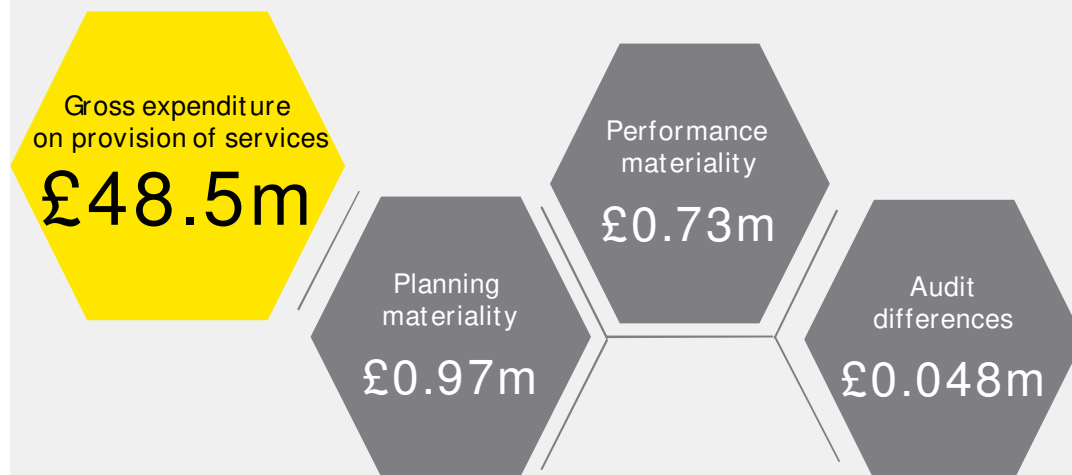 Gross expenditure
on provision of services
£48.5m
Planning
materiality
£0.97m
Performance
materiality
£0.73m
Audit
differences
£0.048m